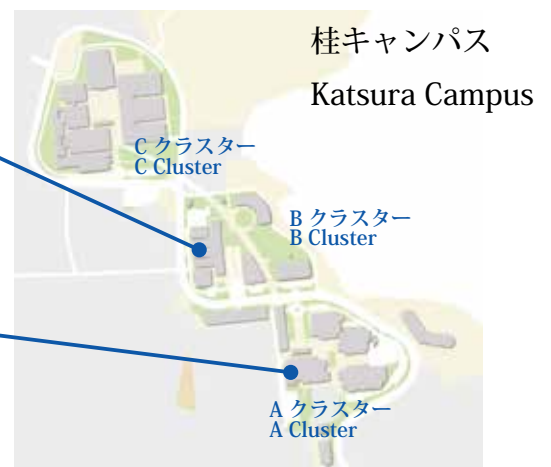 桂キャンパス
Katsura Campus
C クラスター
C Cluster
B クラスター
B Cluster
A クラスター
A Cluster